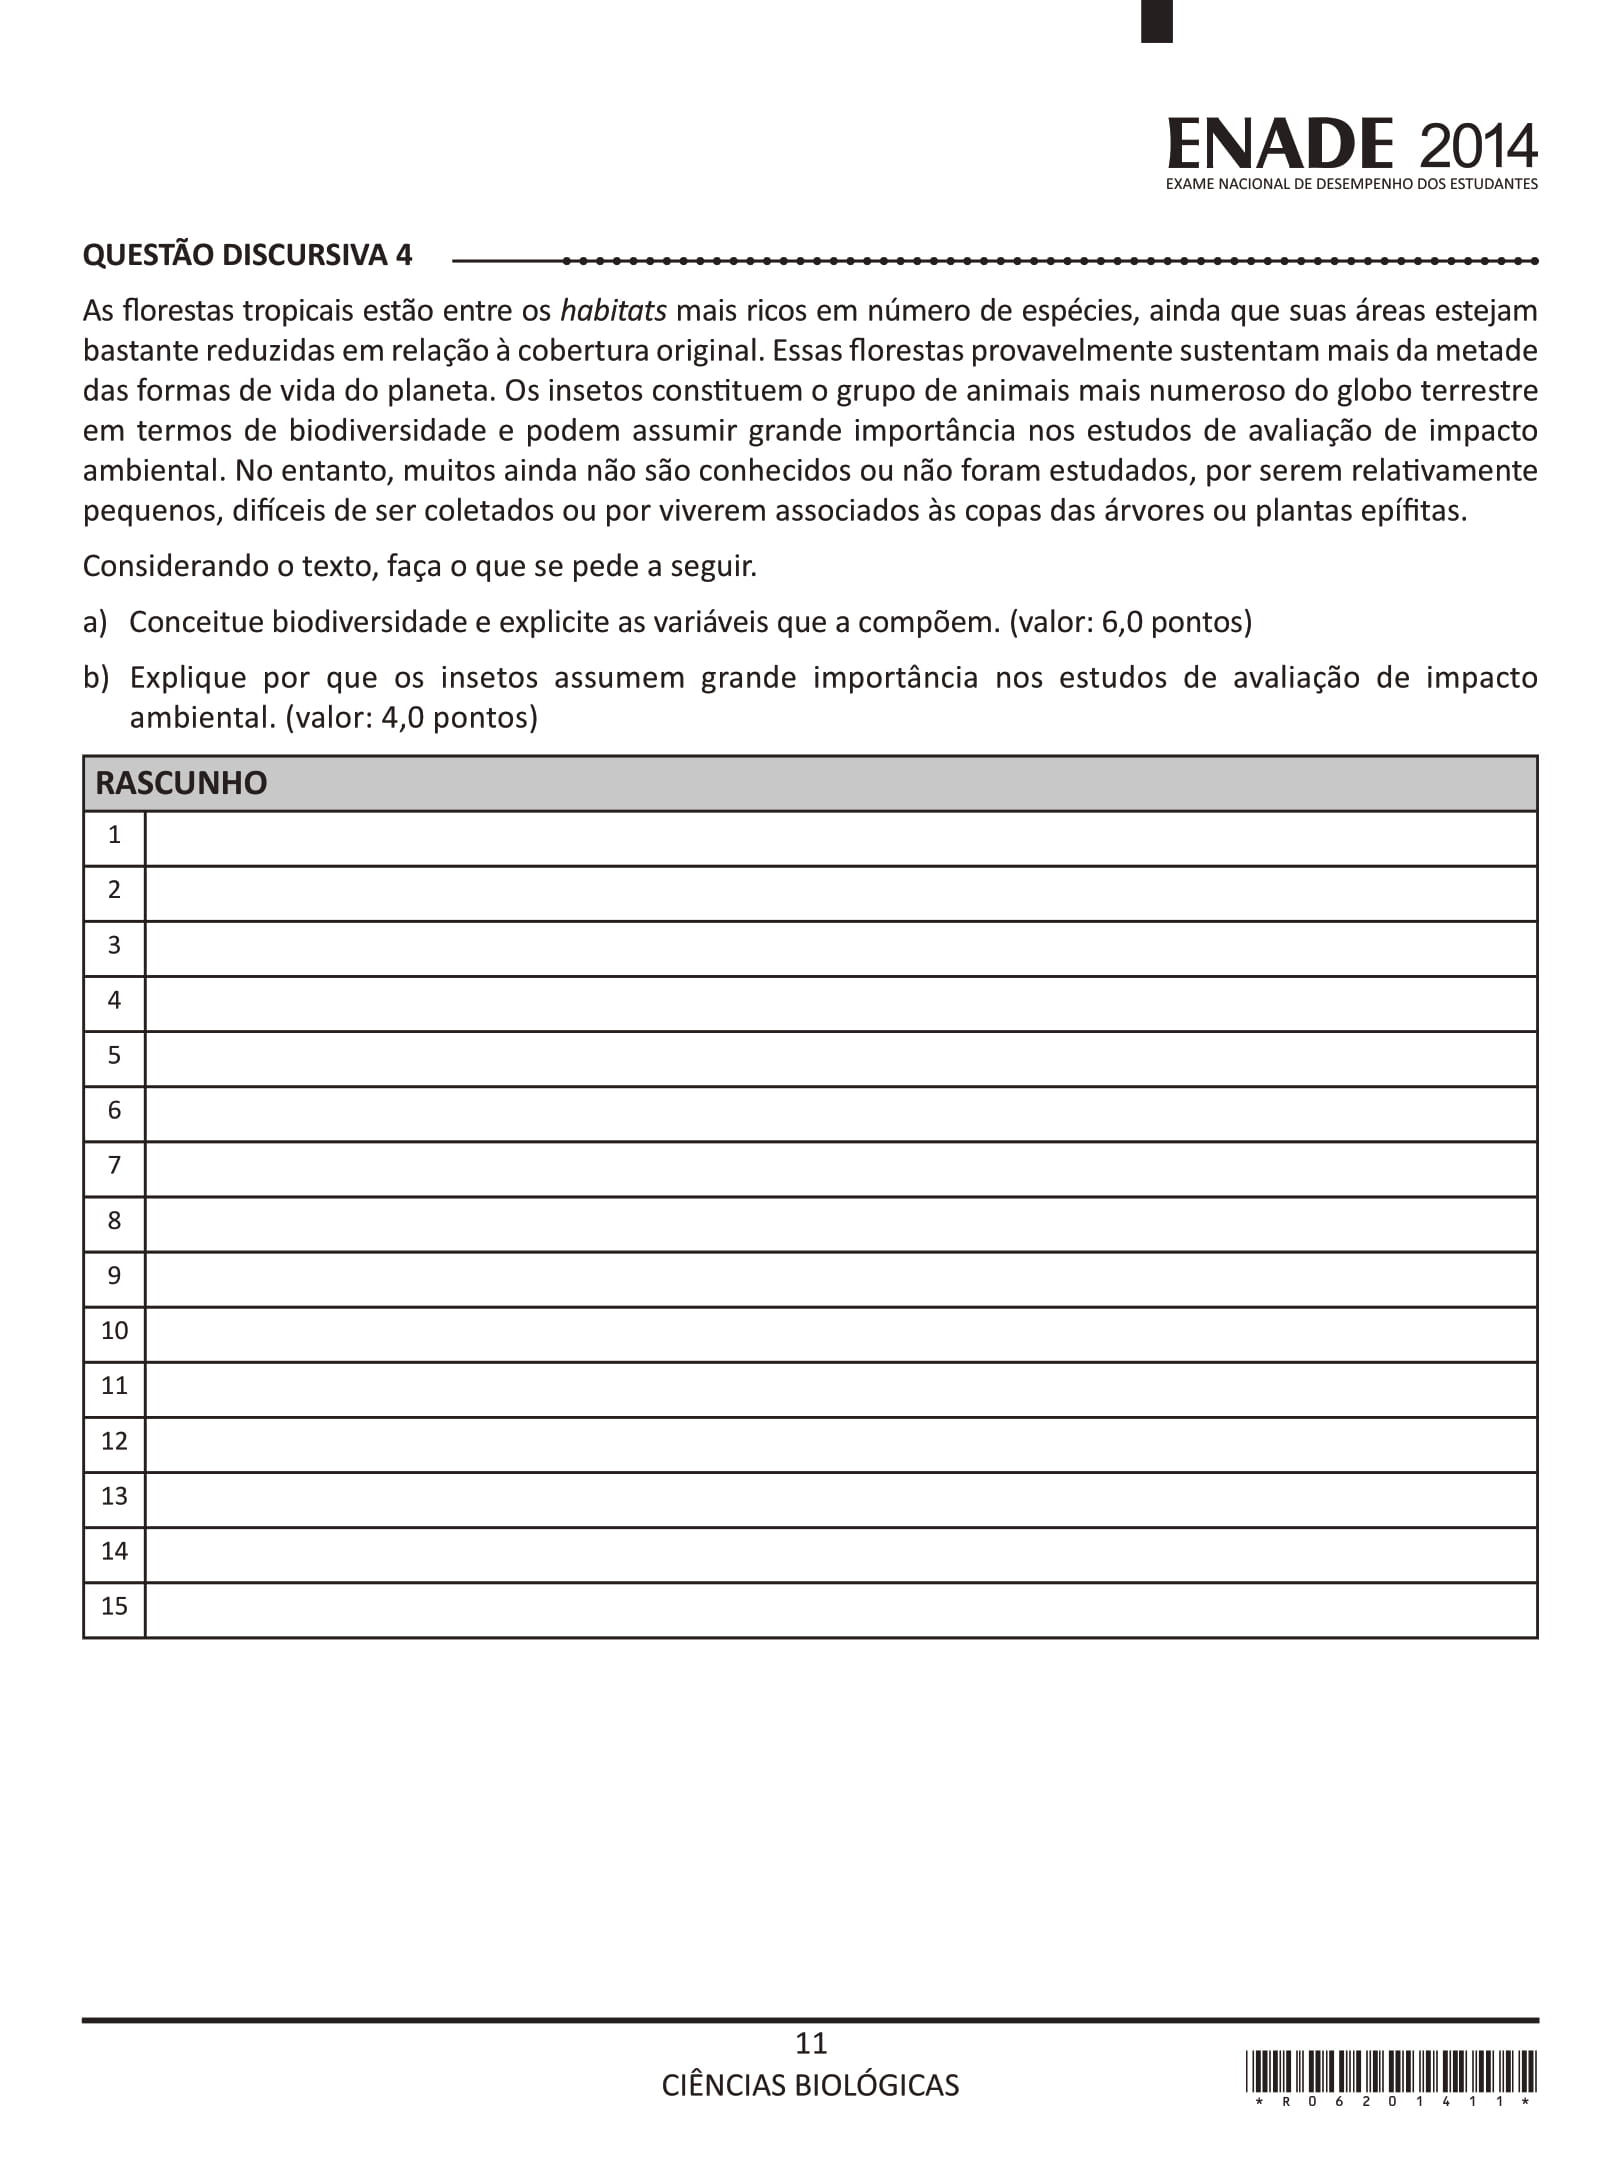 ENADE 2014
EXAME NACIONAL DE DESEMPENHO DOS ESTUDANTES
QUESTÃO DISCURSIVA 4
As florestas tropicais estão entre os habitats mais ricos em número de espécies, ainda que suas áreas estejam
bastante reduzidas em relação à cobertura original. Essas florestas provavelmente sustentam mais da metade
das formas de vida do planeta. Os insetos constituem o grupo de animais mais numeroso do globo terrestre
em termos de biodiversidade e podem assumir grande importância nos estudos de avaliação de impacto
ambiental. No entanto, muitos ainda não são conhecidos ou não foram estudados, por serem relativamente
pequenos, difíceis de ser coletados ou por viverem associados às copas das árvores ou plantas epífitas.
Considerando o texto, faça o que se pede a seguir.
a) Conceitue biodiversidade e explicite as variáveis que a compõem. (valor: 6,0 pontos)
b) Explique por que os insetos assumem grande importância nos estudos de avaliação de impacto
ambiental. (valor: 4,0 pontos)
RASCUNHO
1
2
3
4
5
6
7
8
9
10
11
12
13
14
15
11
CIÊNCIAS BIOLÓGICAS
*R06201411*